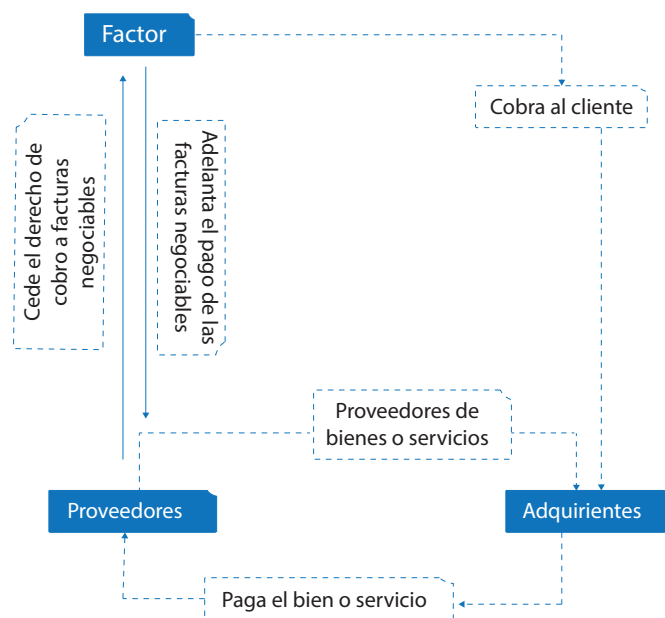 Factor
Cobra al cliente
Cede el derecho de
cobro a facturas
negociables
Adelanta el pago de las
facturas negociables
Proveedores de
bienes o servicios
Proveedores
Adquirientes
Paga el bien o servicio